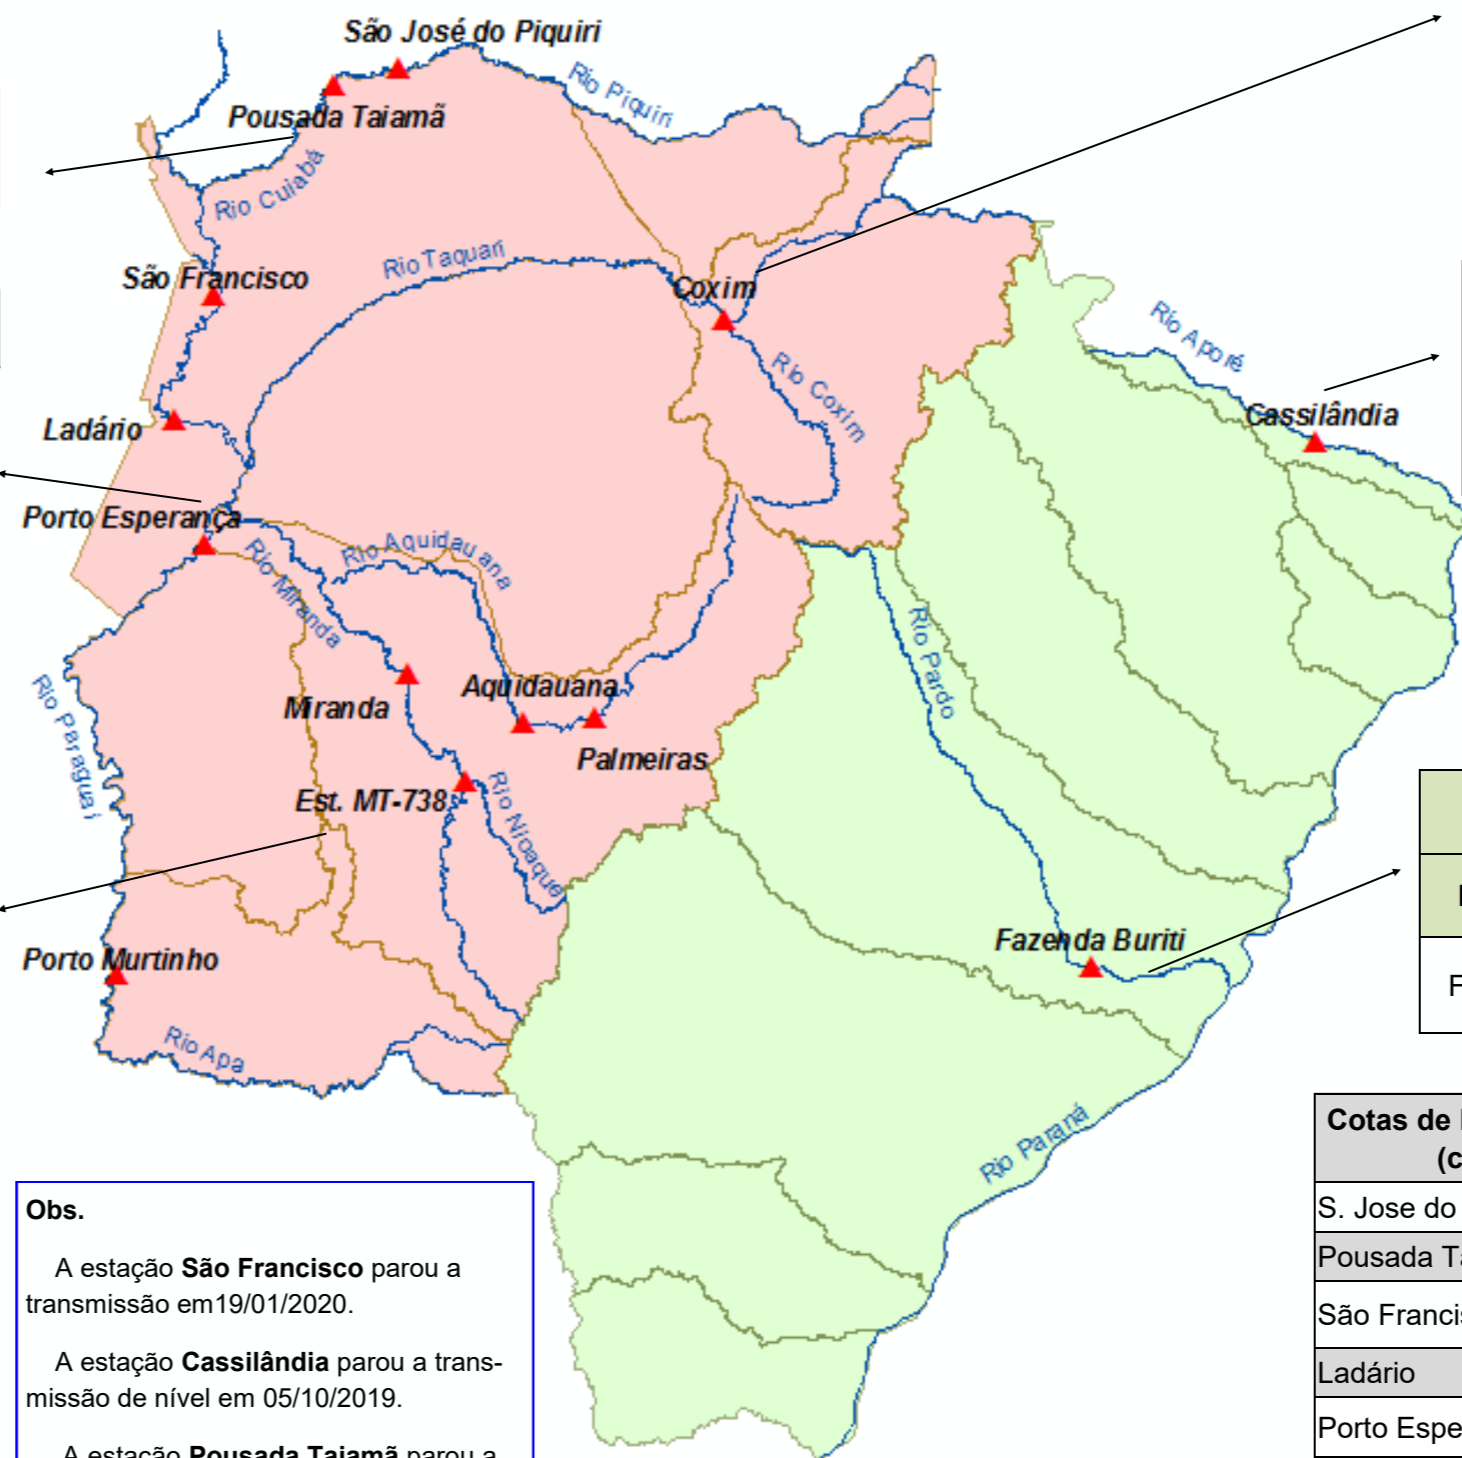 São José do Piquiri
Rio Piquiri
Pousada Taiamã
Rio Cuiabá
Rio Taquari
São Francisco
Coxim
Rio Aporé
Rio Coxim
Cassilândia
Ladário
Porto Esperança
Rio Aquidauana
Rio Miranda
Rio Pardo
Rio Paraguai
Aquidauana
Miranda
Palmeiras
Est. MT-738
Rio Nioaque
Fazenda Buriti
Porto Murtinho
Rio Apa
Rio Paraná
Obs.
A estação São Francisco parou a
transmissão em19/01/2020.
A estação Cassilândia parou a trans-
missão de nível em 05/10/2019.
A estação Pousada Taiamã parou a
F
Cotas de
(c
S. Jose do
Pousada Ta
São Francis
Ladário
Porto Espe